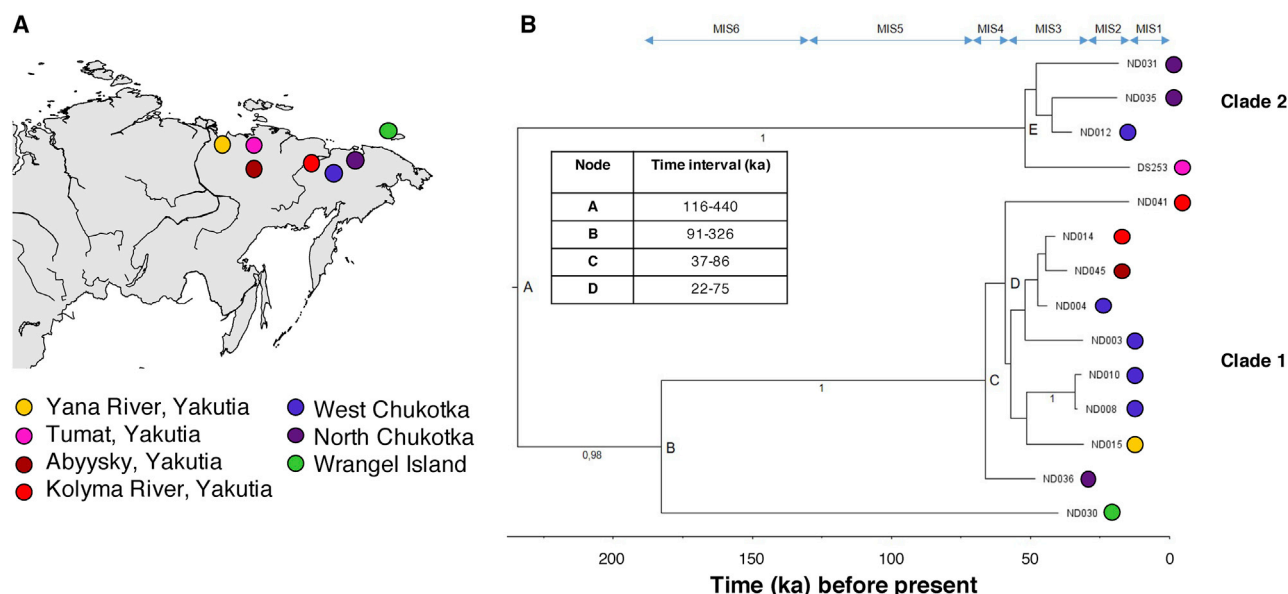 A
Yana River, Yakutia
Tumat, Yakutia
Abyysky, Yakutia
Kolyma River, Yakutia
West Chukotka
North Chukotka
Wrangel Island
B
MIS6 MIS5 MIS4 MIS3 MIS2 MIS1
ND031
ND035
Clade 2
E
ND012
1
DS253
Node Time interval (ka)
A 116-440
B 91-326
C 37-86
D 22-75
ND041
ND014
ND045
A
D
ND004
ND003
Clade 1
ND010
C
1
1
ND008
ND015
B
0,98
ND036
ND030
200 150 100 50 0
Time (ka) before present